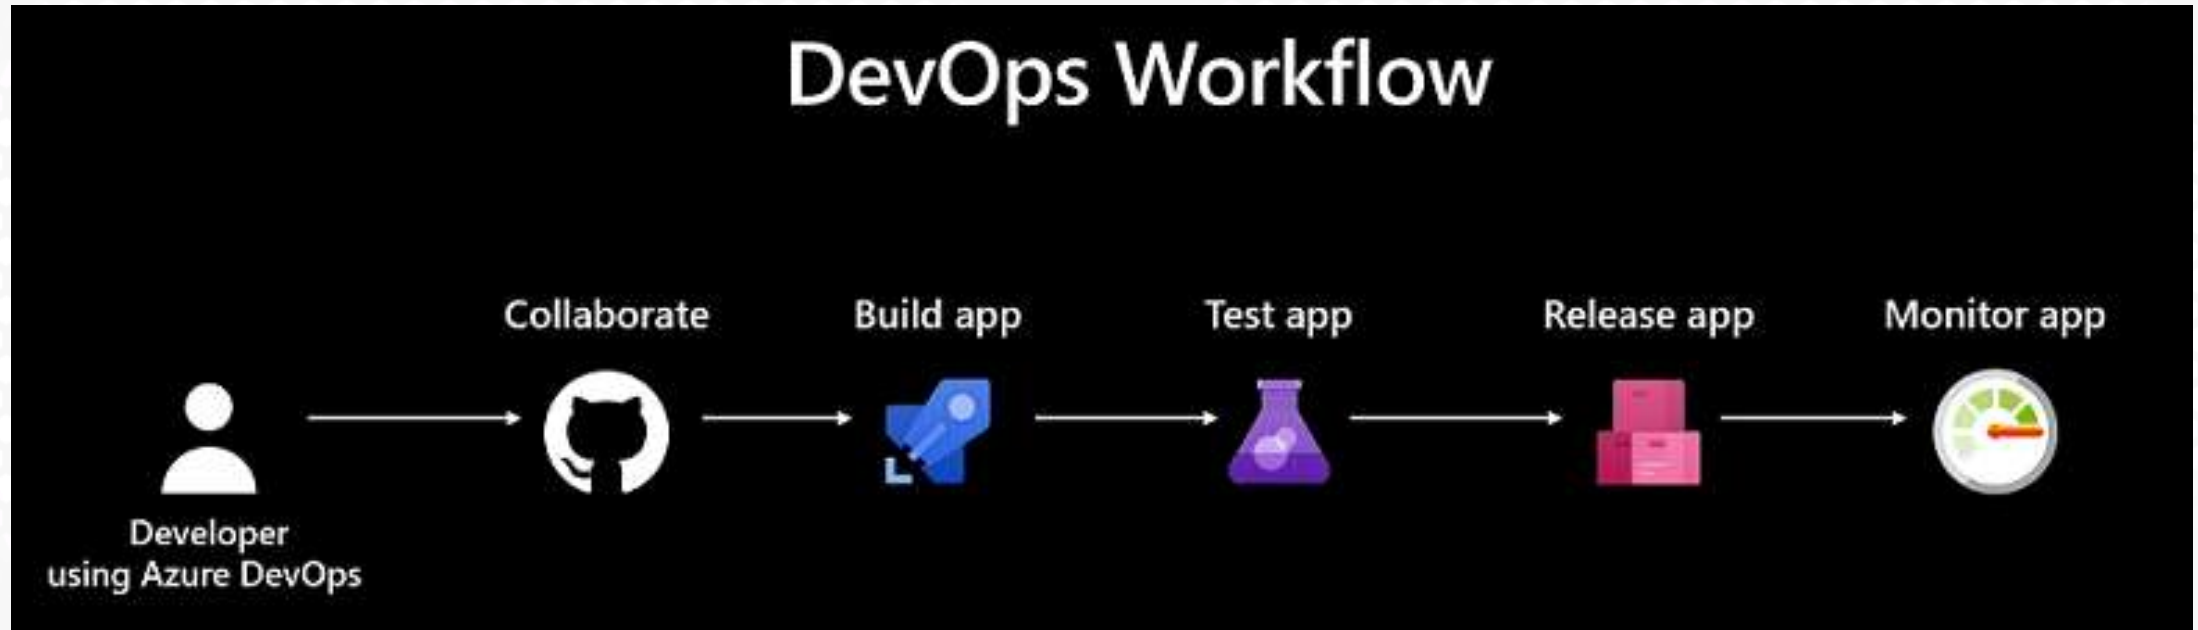 DevOps Workflow
Collaborate
Build app
Test app
Release app
Monitor app
Developer
using Azure DevOps